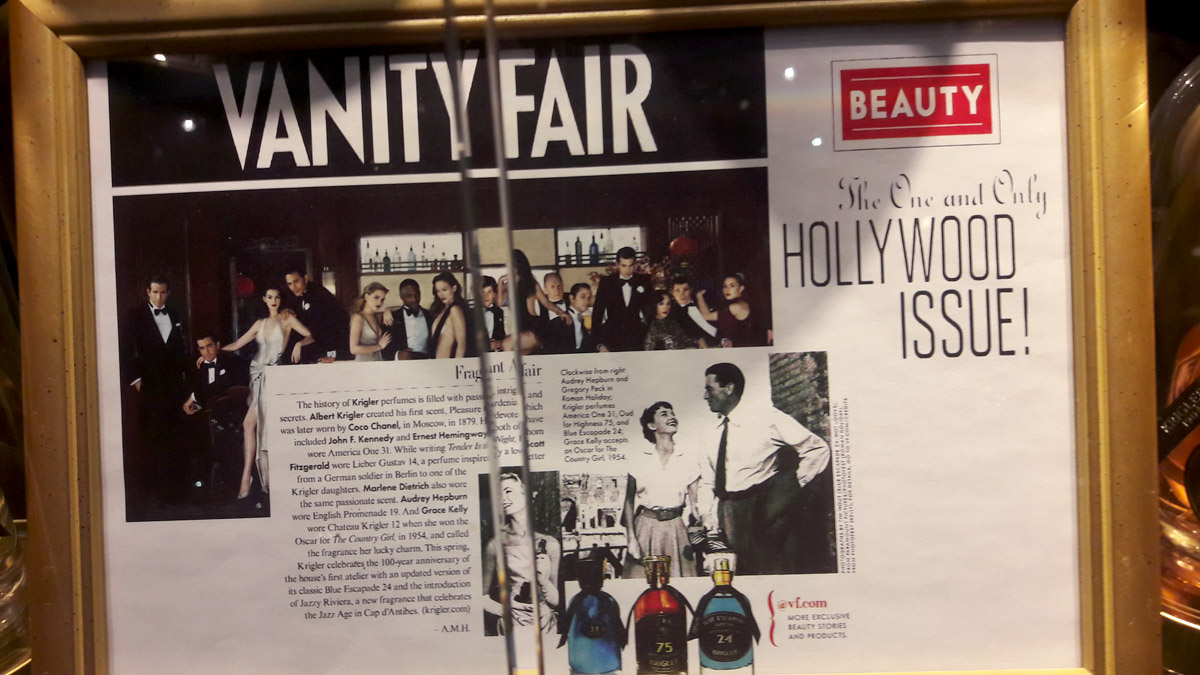 VANITY FAIR
BEAUTY
The One and Only
HOLLYWOOD
ISSUE!
Fragrant Affair
The history of Krigler perfumes is filled with and
secrets. Albert Krigler created his first scent, Pleasure which
was later worn by Coco Chanel, in Moscow, in 1879. have
included John F. Kennedy and Ernest Hemingway, both of whom
wore America One 31. While writing Tender Is Night, Scott
Fitzgerald wore Lieber Gustav 14, a perfume inspired by a love letter
from a German soldier in Berlin to one of the
Krigler daughters. Marlene Dietrich also wore
the same passionate scent. Audrey Hepburn
wore English Promenade 19. And Grace Kelly
wore Chateau Krigler 12 when she won the
Oscar for The Country Girl, in 1954, and called
the fragrance her lucky charm. This spring,
Krigler celebrates the 100-year anniversary of
the house's first atelier with an updated version of
its classic Blue Escapade 24 and the introduction
of Jazzy Riviera, a new fragrance that celebrates
the Jazz Age in Cap d'Antibes. (krigler.com)
– A.M.H.
Clockwise from right:
Audrey Hepburn and
Gregory Peck in
Roman Holiday;
Krigler perfumes
America One 31, Oud
for Highness 75, and
Blue Escapade 24;
Grace Kelly accepts
an Oscar for The
Country Girl, 1954.
75
KRIGLER
24
@vf.com
MORE EXCLUSIVE
BEAUTY STORIES
AND PRODUCTS.